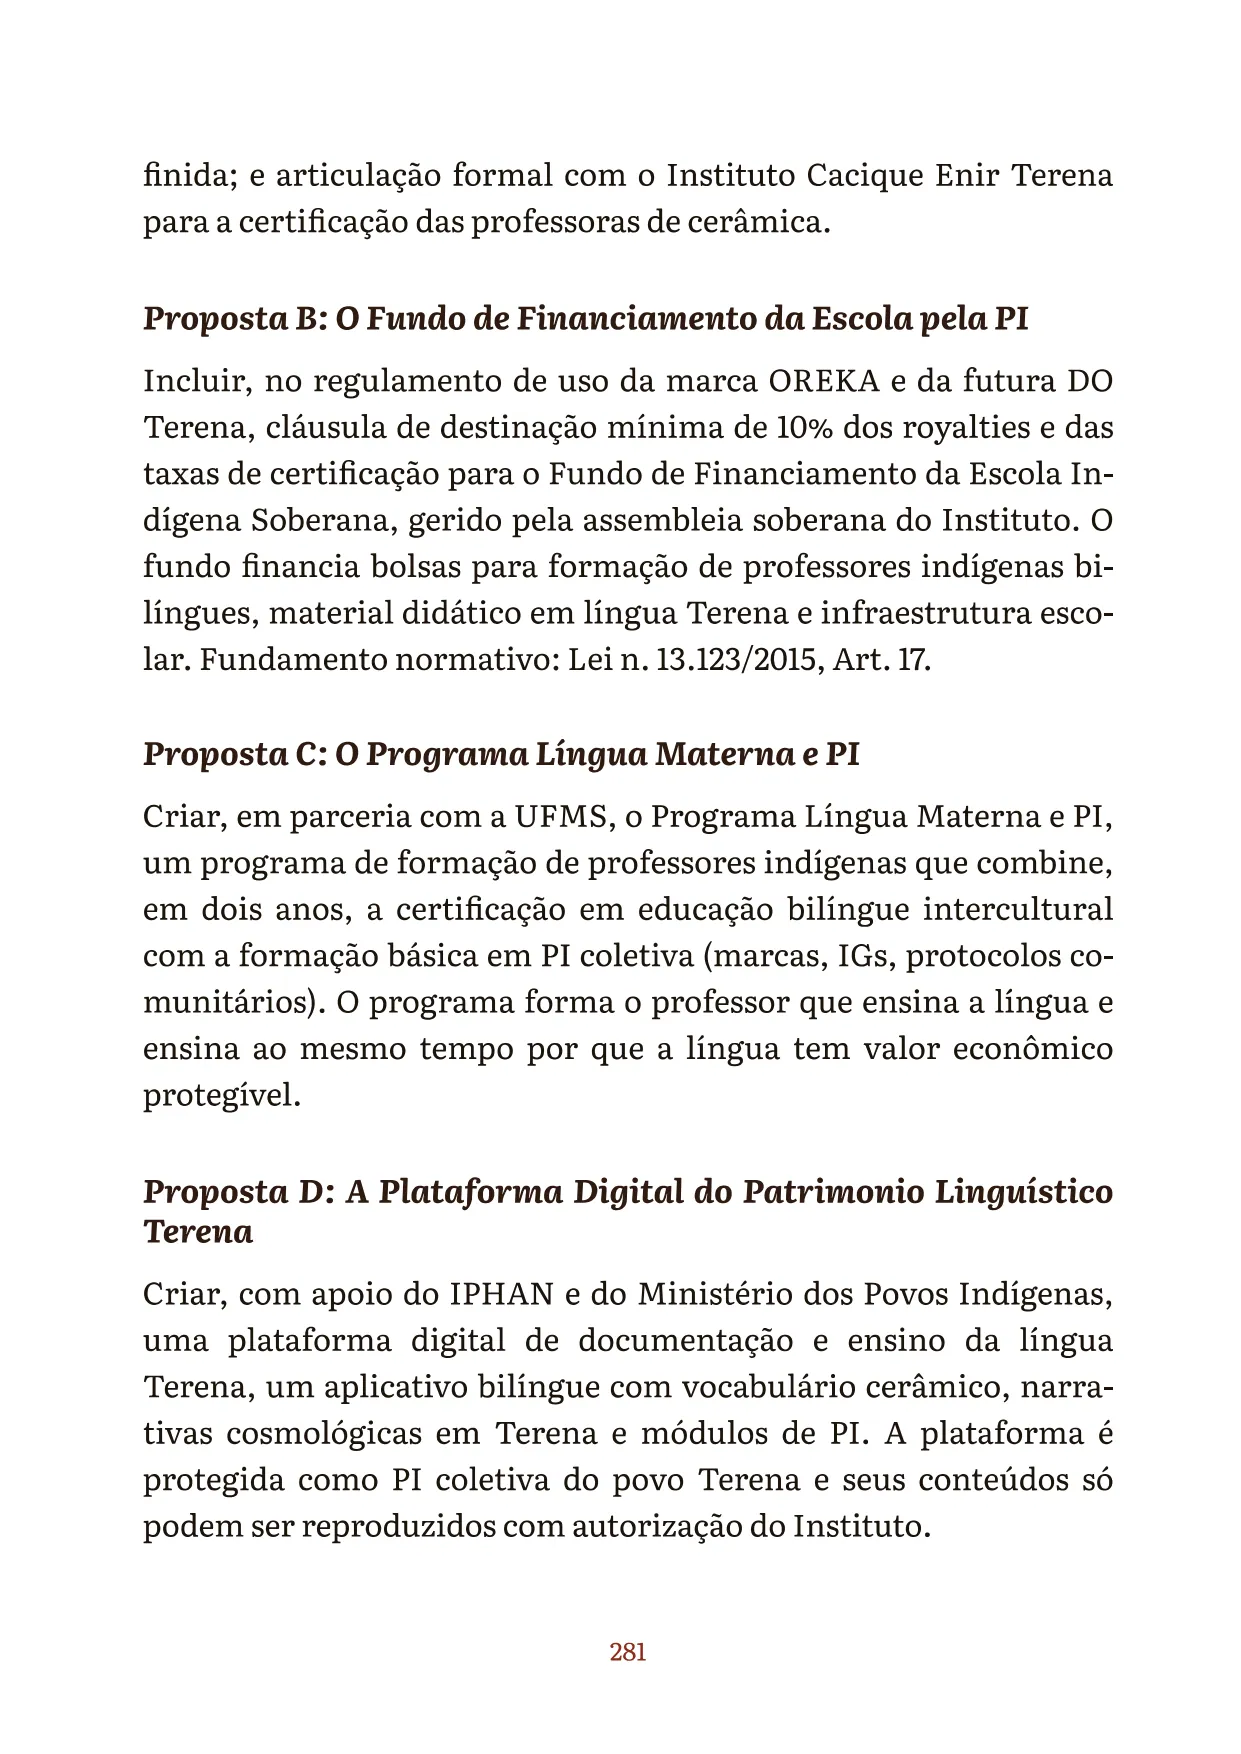 finida; e articulação formal com o Instituto Cacique Enir Terena
para a certificação das professoras de cerâmica.
Proposta B: O Fundo de Financiamento da Escola pela PI
Incluir, no regulamento de uso da marca OREKA e da futura DO
Terena, cláusula de destinação mínima de 10% dos royalties e das
taxas de certificação para o Fundo de Financiamento da Escola In-
dígena Soberana, gerido pela assembleia soberana do Instituto. O
fundo financia bolsas para formação de professores indígenas bi-
língues, material didático em língua Terena e infraestrutura esco-
lar. Fundamento normativo: Lei n. 13.123/2015, Art. 17.
Proposta C: O Programa Língua Materna e PI
Criar, em parceria com a UFMS, o Programa Língua Materna e PI,
um programa de formação de professores indígenas que combine,
em dois anos, a certificação em educação bilíngue intercultural
com a formação básica em PI coletiva (marcas, IGs, protocolos co-
munitários). O programa forma o professor que ensina a língua e
ensina ao mesmo tempo por que a língua tem valor econômico
protegível.
Proposta D: A Plataforma Digital do Patrimonio Linguístico
Terena
Criar, com apoio do IPHAN e do Ministério dos Povos Indígenas,
uma plataforma digital de documentação e ensino da língua
Terena, um aplicativo bilíngue com vocabulário cerâmico, narra-
tivas cosmológicas em Terena e módulos de PI. A plataforma é
protegida como PI coletiva do povo Terena e seus conteúdos só
podem ser reproduzidos com autorização do Instituto.
281